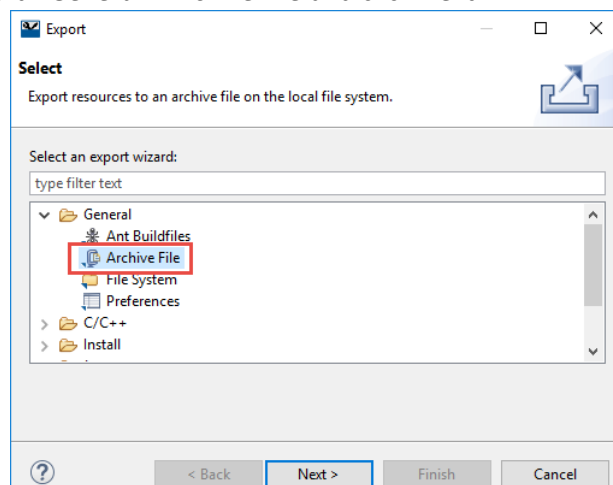 Export
Select
Export resources to an archive file on the local file system.
Select an export wizard:
type filter text
General
Ant Buildfiles
Archive File
File System
Preferences
C/C++
Install
< Back Next > Finish Cancel